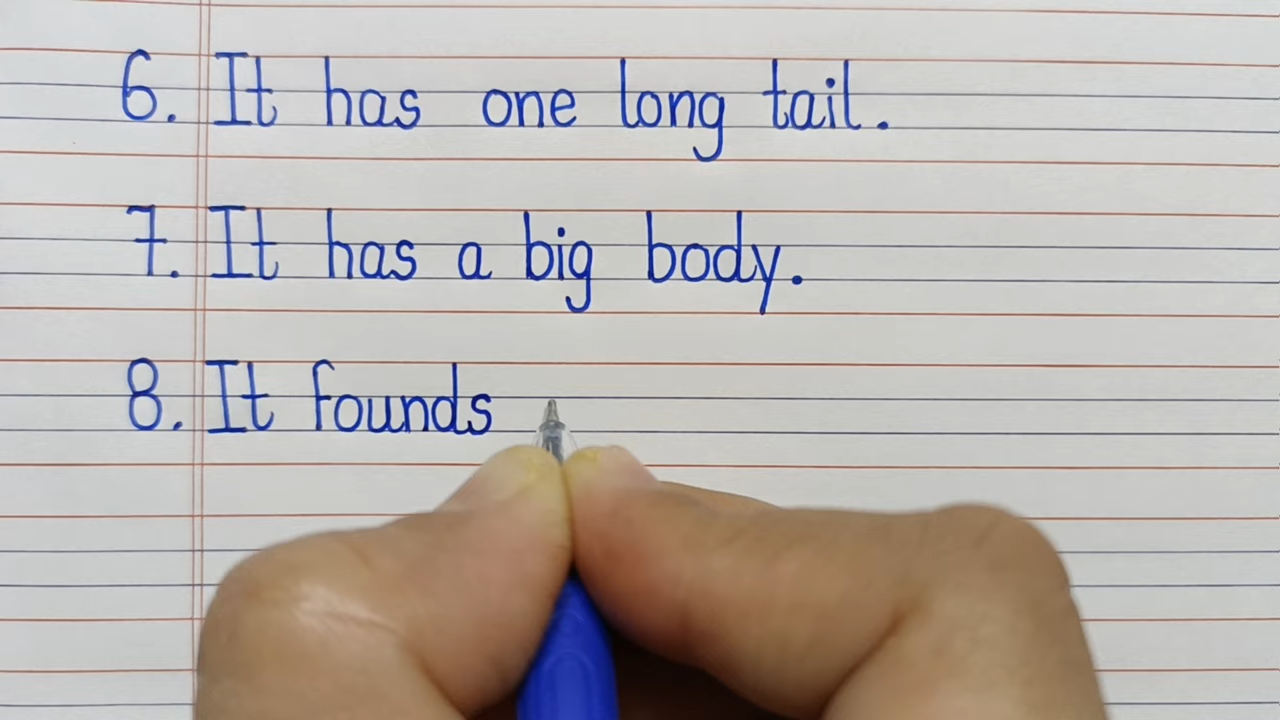 6. It has one long tail.
7. It has a big body.
8. It founds